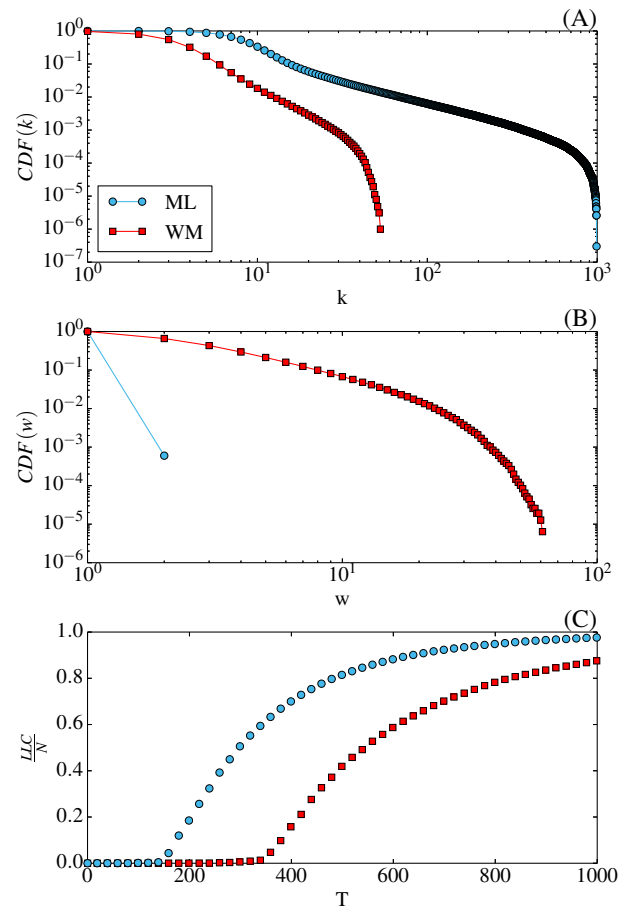 (A)
10^0
10^-1
10^-2
10^-3
10^-4
10^-5
10^-6
10^-7
CDF(k)
ML
WM
10^0 10^1 10^2 10^3
k
(B)
10^0
10^-1
10^-2
10^-3
10^-4
10^-5
10^-6
CDF(w)
10^0 10^1 10^2
w
(C)
1.0
0.8
0.6
0.4
0.2
0.0
LLC
N
0 200 400 600 800 1000
T